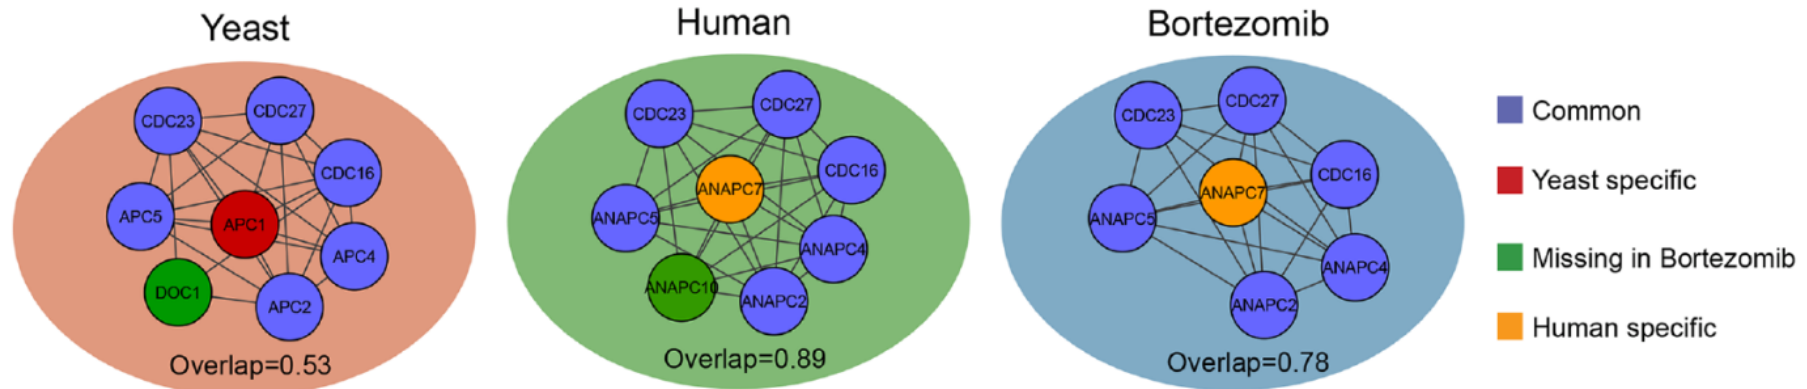 Yeast
CDC23
CDC27
CDC16
APC5
APC1
APC4
DOC1
APC2
Overlap=0.53
Human
CDC23
CDC27
CDC16
ANAPC7
ANAPC5
ANAPC4
ANAPC10
ANAPC2
Overlap=0.89
Bortezomib
CDC23
CDC27
CDC16
ANAPC7
ANAPC5
ANAPC4
ANAPC2
Overlap=0.78
Common
Yeast specific
Missing in Bortezomib
Human specific